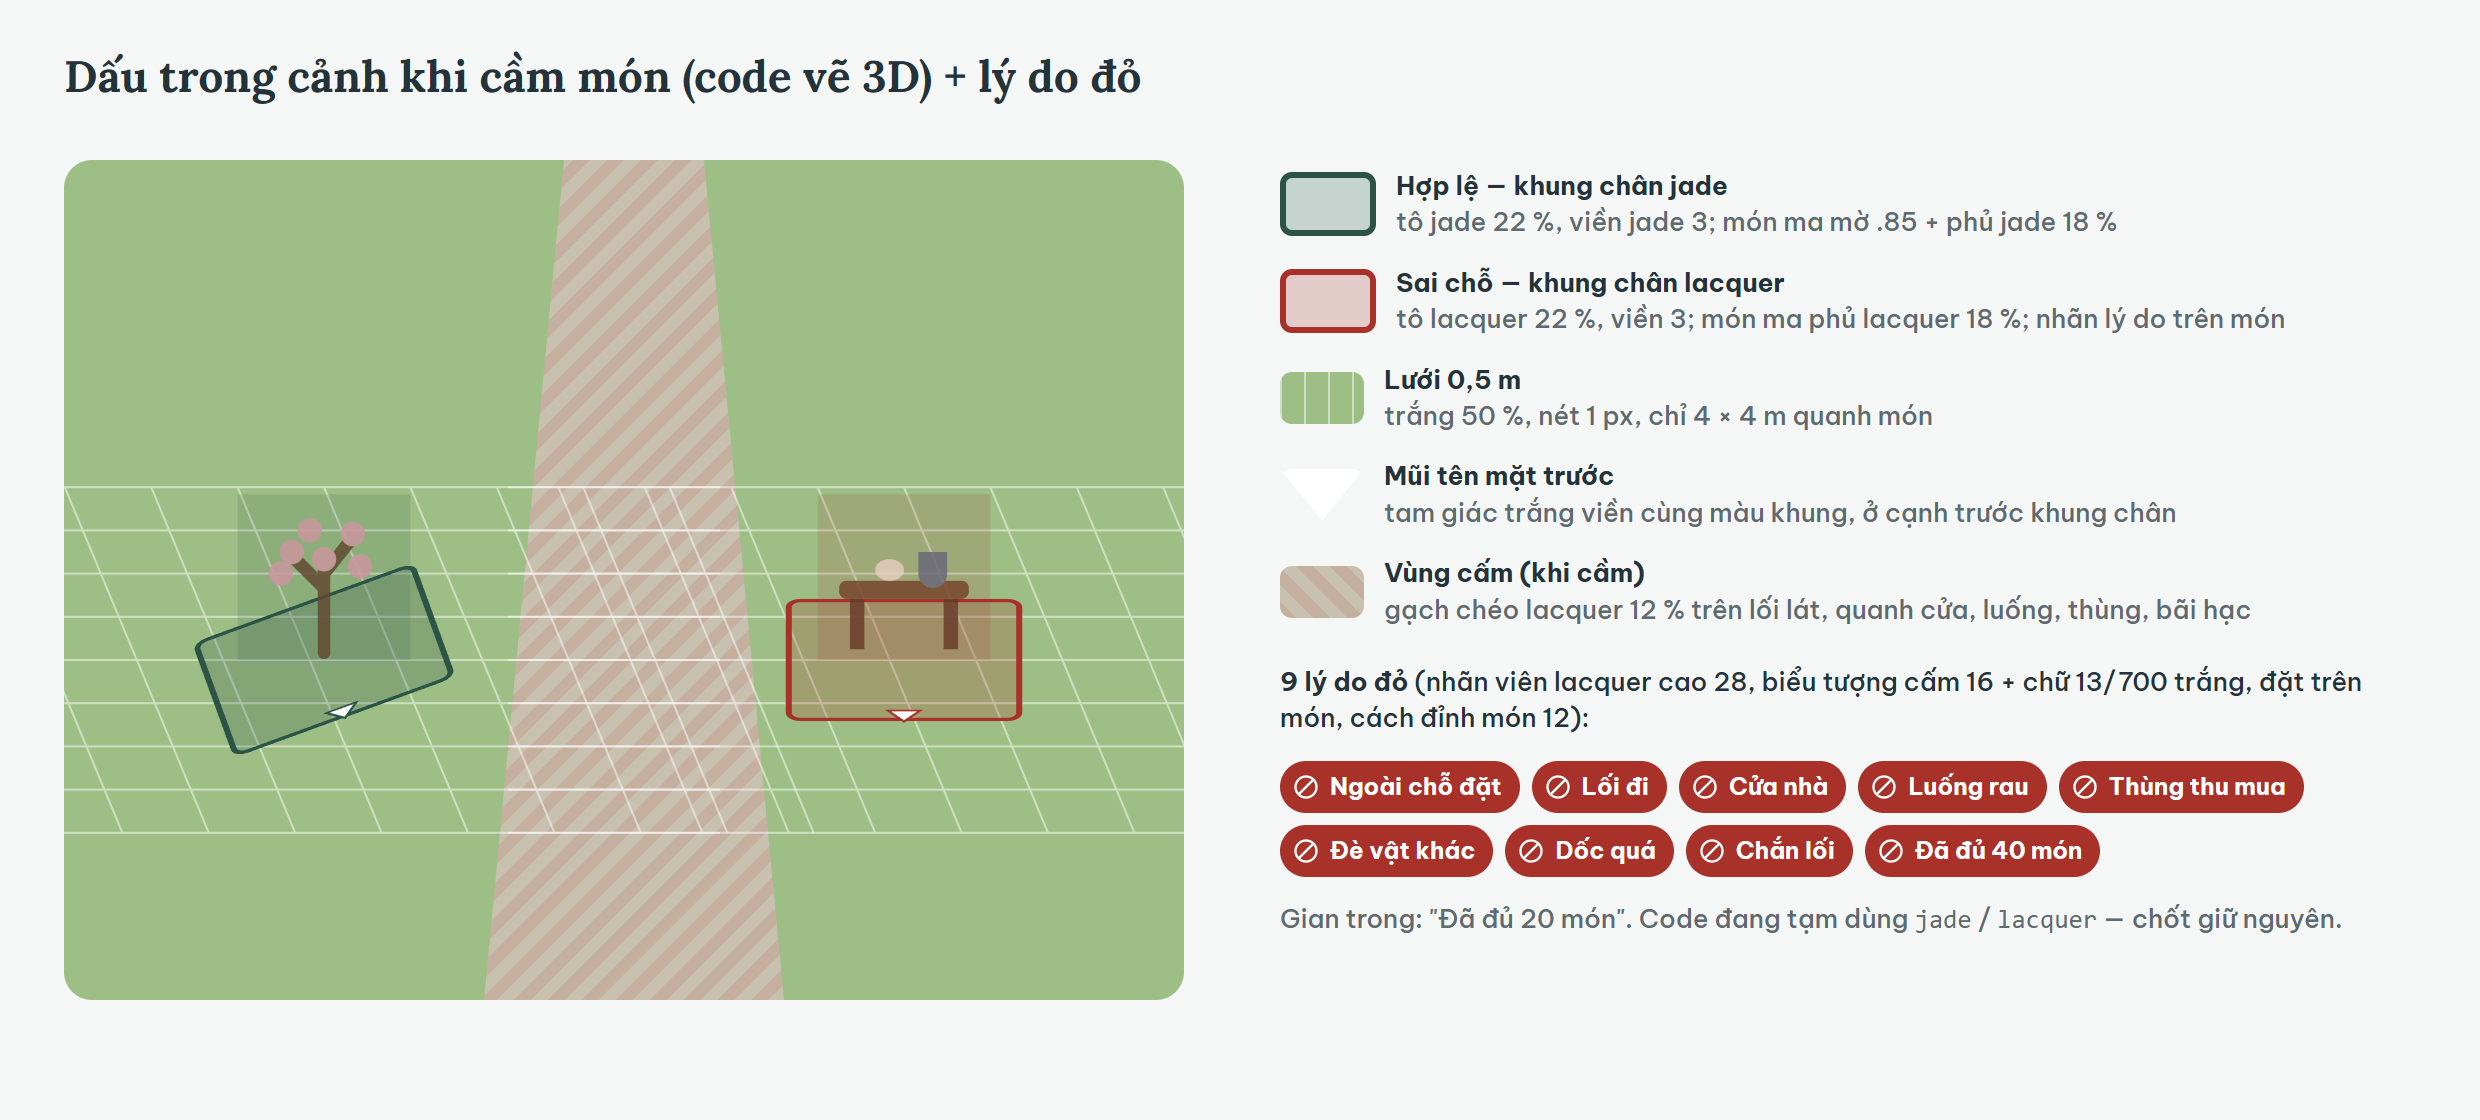 Dấu trong cảnh khi cầm món (code vẽ 3D) + lý do đỏ
Hợp lệ — khung chân jade
tô jade 22 %, viền jade 3; món ma mờ .85 + phủ jade 18 %
Sai chỗ — khung chân lacquer
tô lacquer 22 %, viền 3; món ma phủ lacquer 18 %; nhãn lý do trên món
Lưới 0,5 m
trắng 50 %, nét 1 px, chỉ 4 × 4 m quanh món
Mũi tên mặt trước
tam giác trắng viền cùng màu khung, ở cạnh trước khung chân
Vùng cấm (khi cầm)
gạch chéo lacquer 12 % trên lối lát, quanh cửa, luống, thùng, bãi hạc
9 lý do đỏ (nhãn viên lacquer cao 28, biểu tượng cấm 16 + chữ 13/700 trắng, đặt trên
món, cách đỉnh món 12):
Ngoài chỗ đặt Lối đi Cửa nhà Luống rau Thùng thu mua
Đè vật khác Dốc quá Chắn lối Đã đủ 40 món
Gian trong: "Đã đủ 20 món". Code đang tạm dùng jade / lacquer — chốt giữ nguyên.